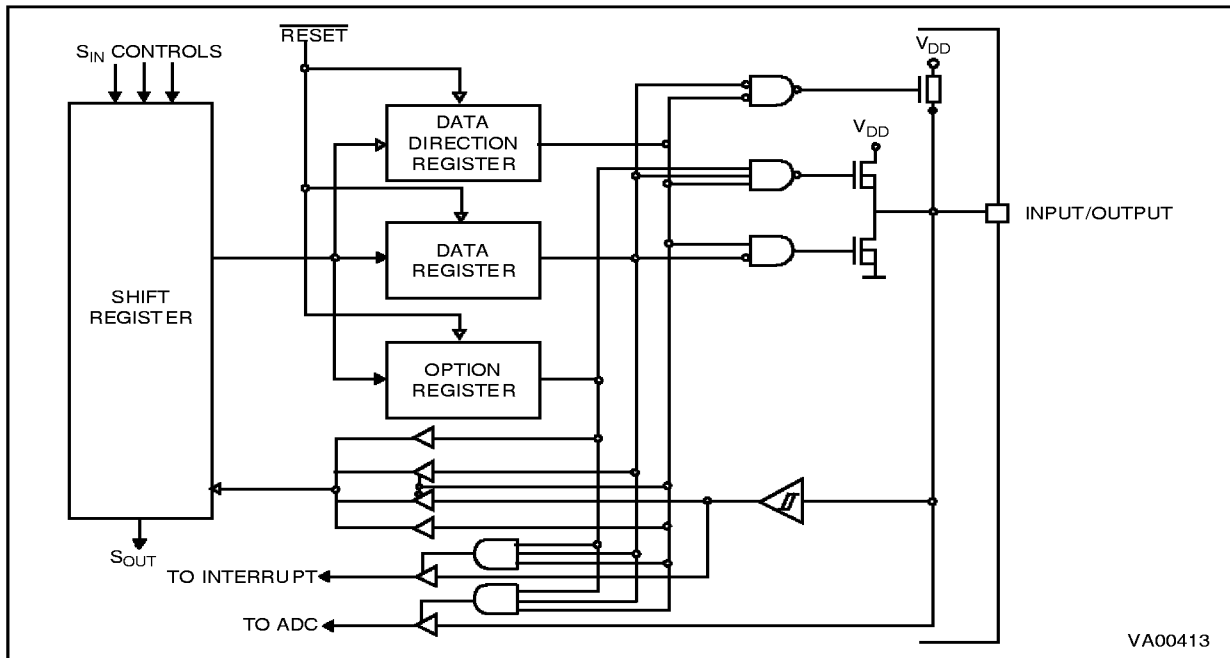 RESET
S_IN CONTROLS
V_DD
DATA
DIRECTION
REGISTER
V_DD
INPUT/OUTPUT
DATA
REGISTER
SHIFT
REGISTER
OPTION
REGISTER
S_OUT
TO INTERRUPT
TO ADC
VA00413